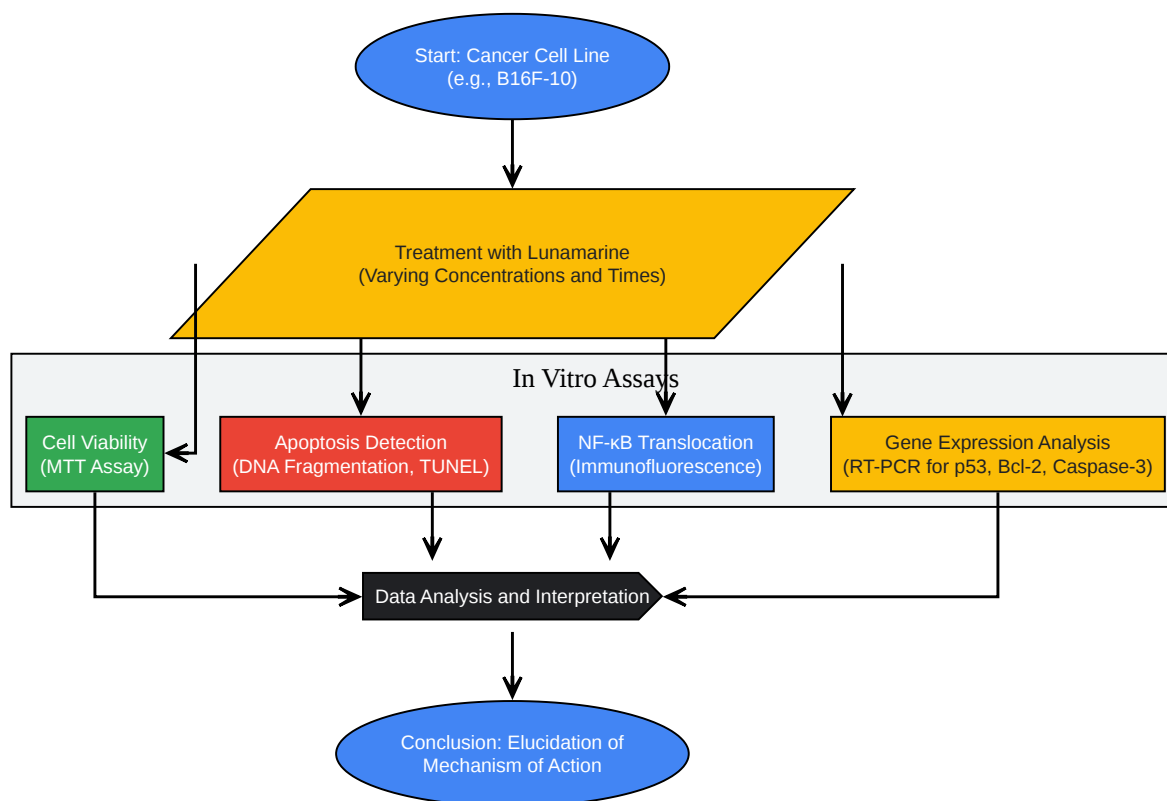 Start: Cancer Cell Line
(e.g., B16F-10)
Treatment with Lunamarine
(Varying Concentrations and Times)
In Vitro Assays
Cell Viability
(MTT Assay)
Apoptosis Detection
(DNA Fragmentation, TUNEL)
NF-κB Translocation
(Immunofluorescence)
Gene Expression Analysis
(RT-PCR for p53, Bcl-2, Caspase-3)
Data Analysis and Interpretation
Conclusion: Elucidation of
Mechanism of Action